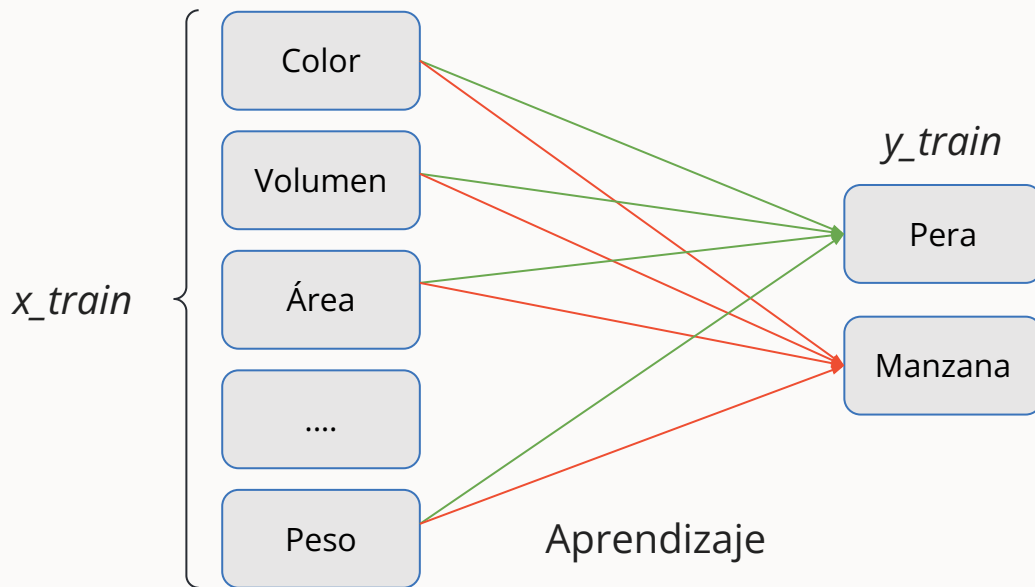 x_train
Color
Volumen
Área
....
Peso
y_train
Pera
Manzana
Aprendizaje